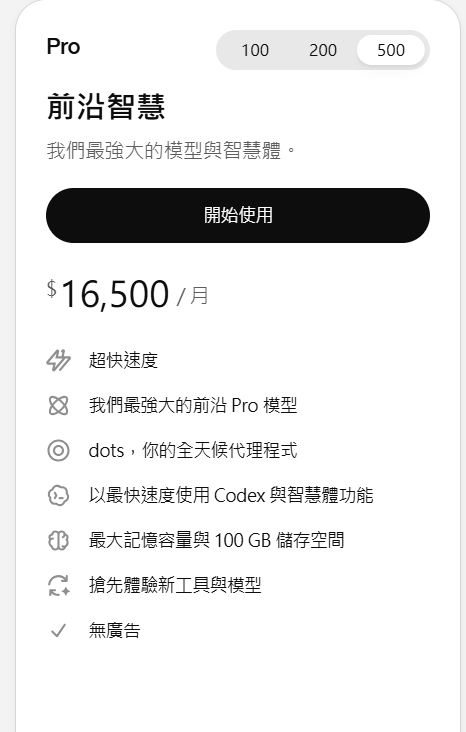 Pro
100 200 500
前沿智慧
我們最強大的模型與智慧體。
開始使用
$16,500 / 月
超快速度
我們最強大的前沿 Pro 模型
dots，你的全天候代理程式
以最快速度使用 Codex 與智慧體功能
最大記憶容量與 100 GB 儲存空間
搶先體驗新工具與模型
無廣告